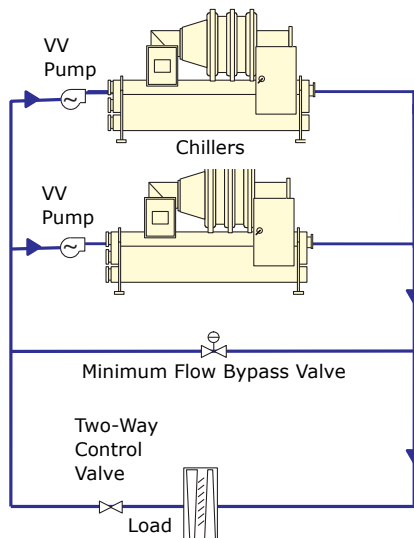 VV
Pump
Chillers
VV
Pump
Minimum Flow Bypass Valve
Two-Way
Control
Valve
Load